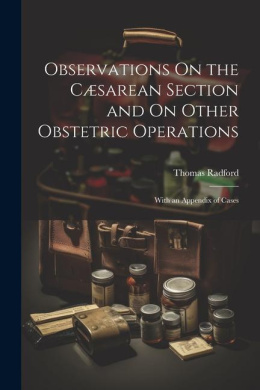 Observations On the
Cæsarean Section
and On Other
Obstetric Operations
Thomas Radford
With an Appendix of Cases